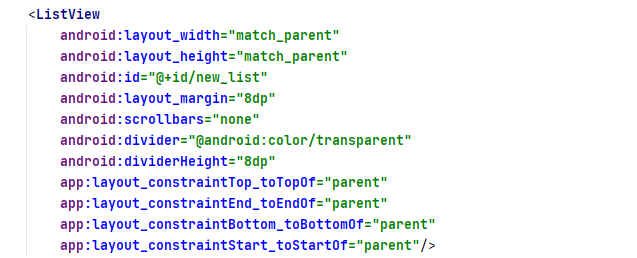 <ListView
android:layout_width="match_parent"
android:layout_height="match_parent"
android:id="@+id/new_list"
android:layout_margin="8dp"
android:scrollbars="none"
android:divider="@android:color/transparent"
android:dividerHeight="8dp"
app:layout_constraintTop_toTopOf="parent"
app:layout_constraintEnd_toEndOf="parent"
app:layout_constraintBottom_toBottomOf="parent"
app:layout_constraintStart_toStartOf="parent"/>